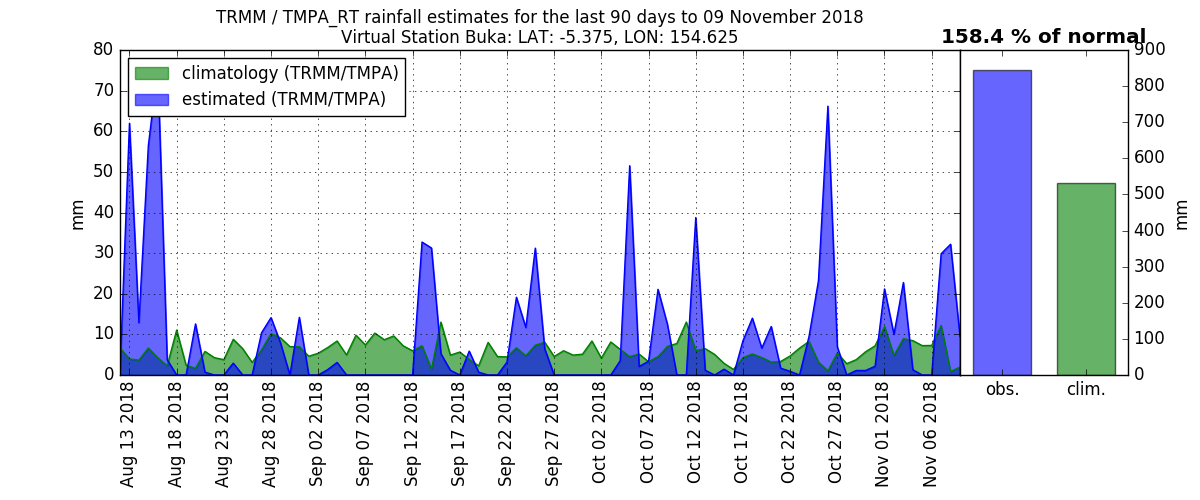 TRMM / TMPA_RT rainfall estimates for the last 90 days to 09 November 2018
Virtual Station Buka: LAT: -5.375, LON: 154.625
158.4 % of normal
climatology (TRMM/TMPA)
estimated (TRMM/TMPA)
mm
80
70
60
50
40
30
20
10
0
Aug 13 2018
Aug 18 2018
Aug 23 2018
Aug 28 2018
Sep 02 2018
Sep 07 2018
Sep 12 2018
Sep 17 2018
Sep 22 2018
Sep 27 2018
Oct 02 2018
Oct 07 2018
Oct 12 2018
Oct 17 2018
Oct 22 2018
Oct 27 2018
Nov 01 2018
Nov 06 2018
obs.
clim.
900
800
700
600
500
400
300
200
100
0
mm